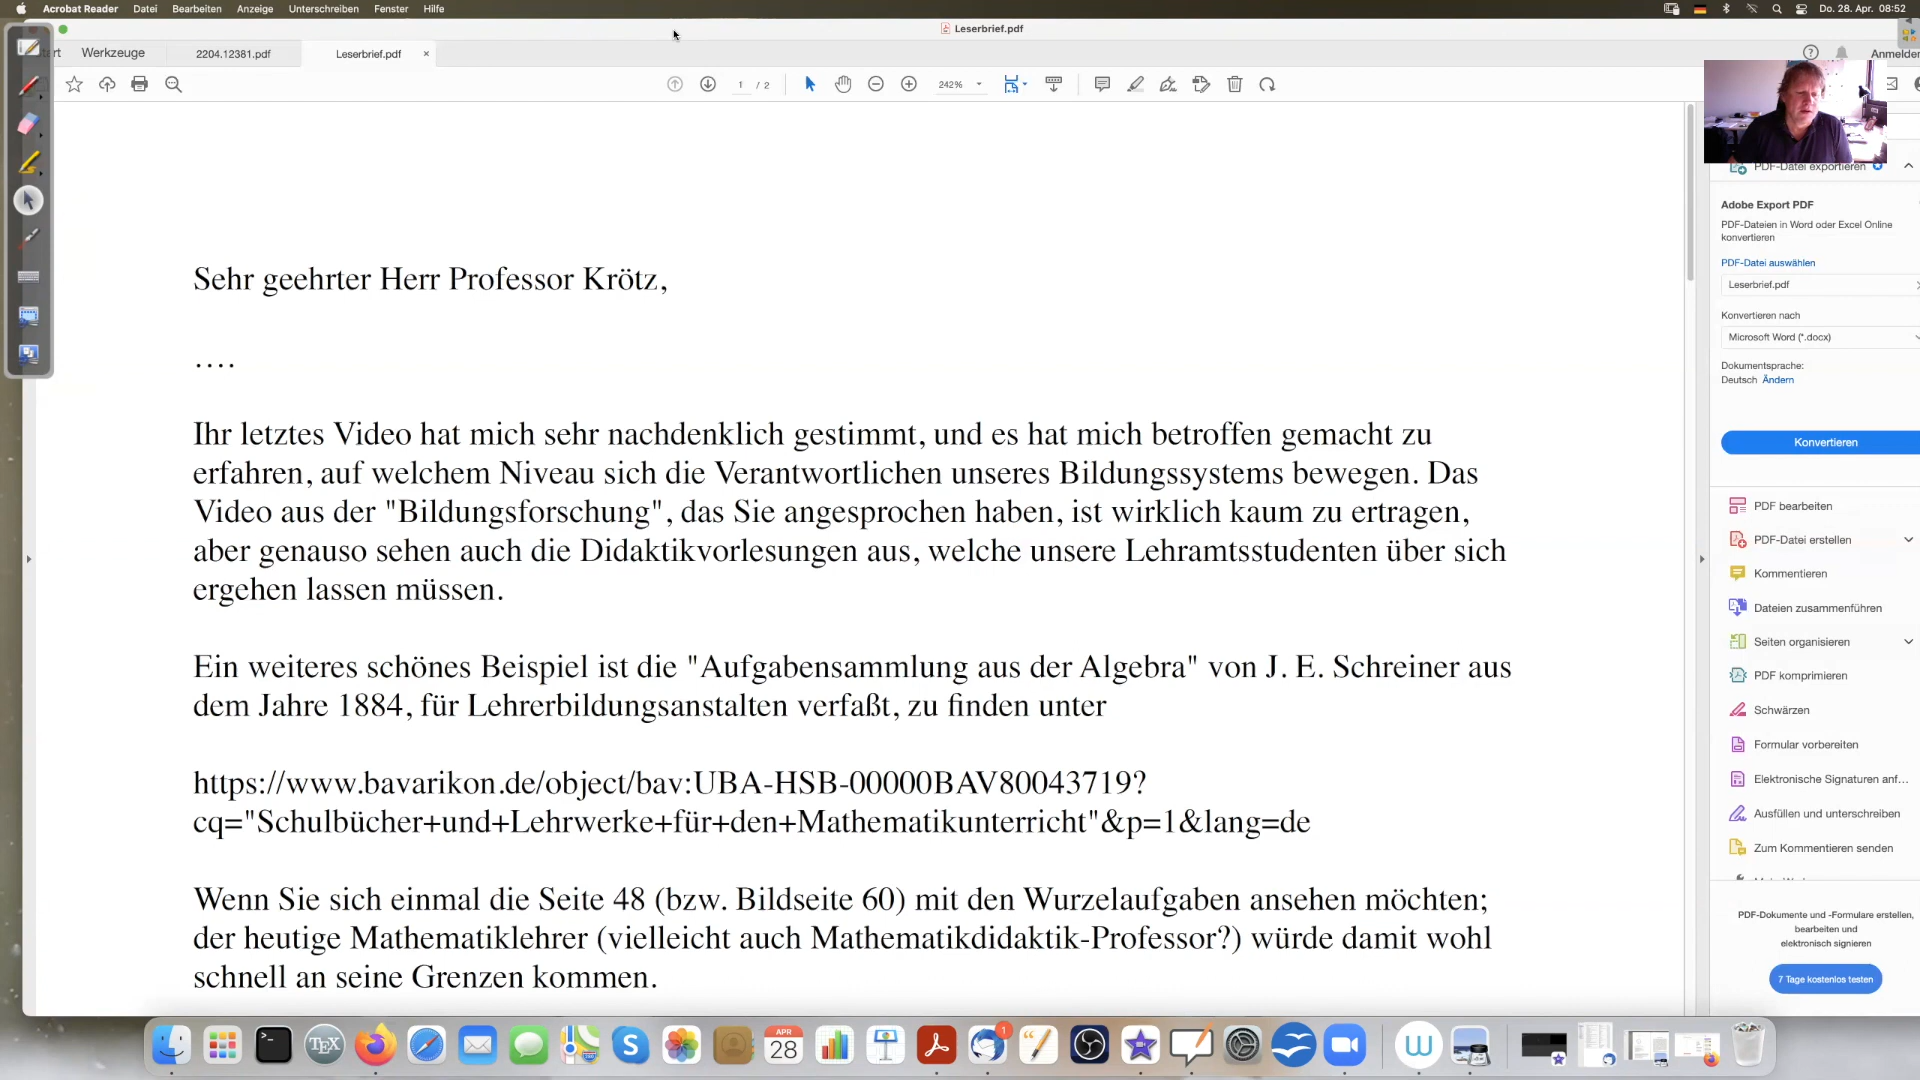 Acrobat Reader Datei Bearbeiten Anzeige Unterschreiben Fenster Hilfe Do. 28. Apr. 08:52
Leserbrief.pdf
Werkzeuge 2204.12381.pdf Leserbrief.pdf × Anmelden
1 / 2 242%
Sehr geehrter Herr Professor Krötz,
....
Ihr letztes Video hat mich sehr nachdenklich gestimmt, und es hat mich betroffen gemacht zu
erfahren, auf welchem Niveau sich die Verantwortlichen unseres Bildungssystems bewegen. Das
Video aus der "Bildungsforschung", das Sie angesprochen haben, ist wirklich kaum zu ertragen,
aber genauso sehen auch die Didaktikvorlesungen aus, welche unsere Lehramtsstudenten über sich
ergehen lassen müssen.
Ein weiteres schönes Beispiel ist die "Aufgabensammlung aus der Algebra" von J. E. Schreiner aus
dem Jahre 1884, für Lehrerbildungsanstalten verfaßt, zu finden unter
https://www.bavarikon.de/object/bav:UBA-HSB-00000BAV80043719?
cq="Schulbücher+und+Lehrwerke+für+den+Mathematikunterricht"&p=1&lang=de
Wenn Sie sich einmal die Seite 48 (bzw. Bildseite 60) mit den Wurzelaufgaben ansehen möchten;
der heutige Mathematiklehrer (vielleicht auch Mathematikdidaktik-Professor?) würde damit wohl
schnell an seine Grenzen kommen.
PDF-Datei exportieren
Adobe Export PDF
PDF-Dateien in Word oder Excel Online
konvertieren
PDF-Datei auswählen
Leserbrief.pdf
Konvertieren nach
Microsoft Word (*.docx)
Dokumentsprache:
Deutsch Ändern
Konvertieren
PDF bearbeiten
PDF-Datei erstellen
Kommentieren
Dateien zusammenführen
Seiten organisieren
PDF komprimieren
Schwärzen
Formular vorbereiten
Elektronische Signaturen anf...
Ausfüllen und unterschreiben
Zum Kommentieren senden
PDF-Dokumente und -Formulare erstellen,
bearbeiten und
elektronisch signieren
7 Tage kostenlos testen
TEX S APR 28 1 W